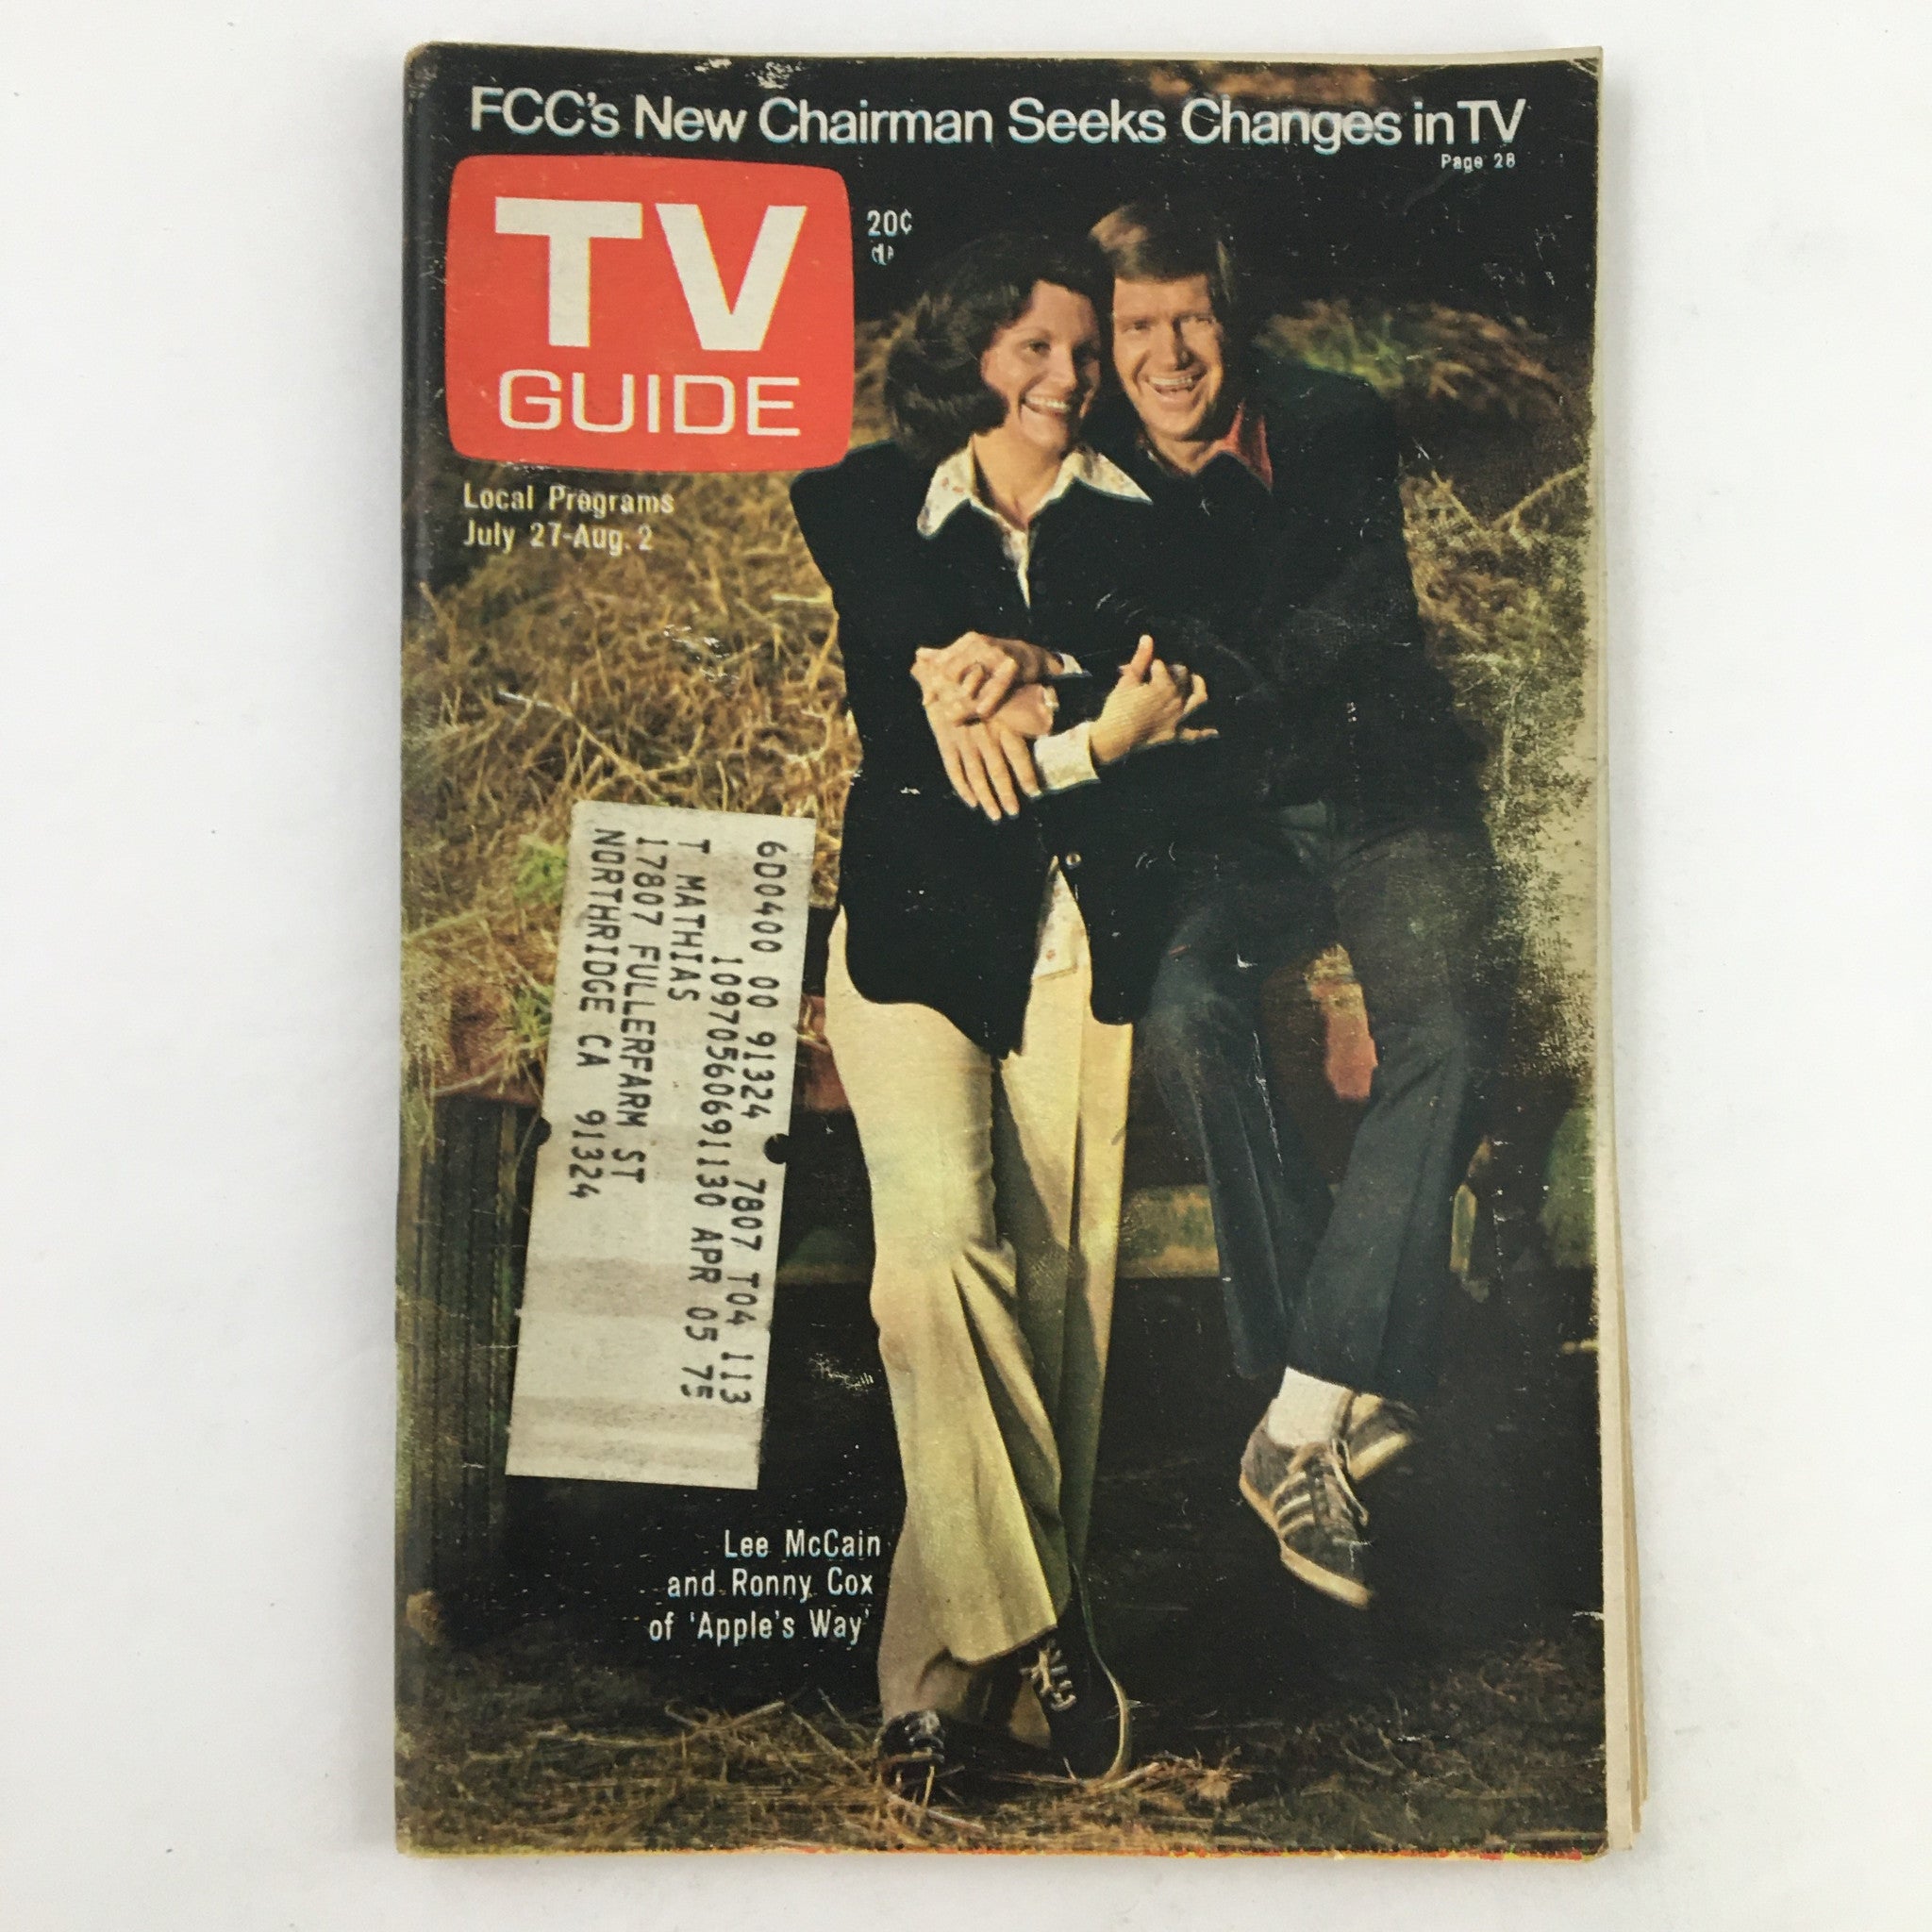 FCC's New Chairman Seeks Changes in TV
Page 28
TV
GUIDE
20¢
Local Programs
July 27-Aug. 2
6D0400 00 91324 7807 T04 113
10970560691130 APR 05 75
T MATHIAS
17807 FULLERFARM ST
NORTHRIDGE CA 91324
Lee McCain
and Ronny Cox
of 'Apple's Way'